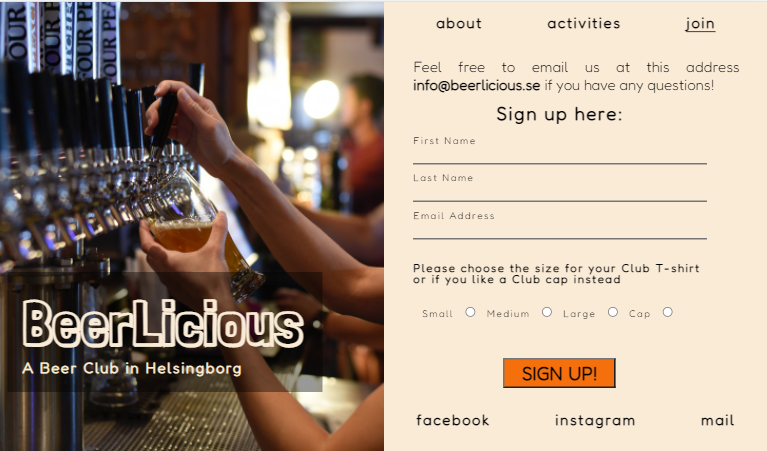 about activities join
Feel free to email us at this address
info@beerlicious.se if you have any questions!
Sign up here:
First Name
Last Name
Email Address
Please choose the size for your Club T-shirt
or if you like a Club cap instead
Small Medium Large Cap
SIGN UP!
facebook instagram mail
FOUR PEA
BeerLicious
A Beer Club in Helsingborg